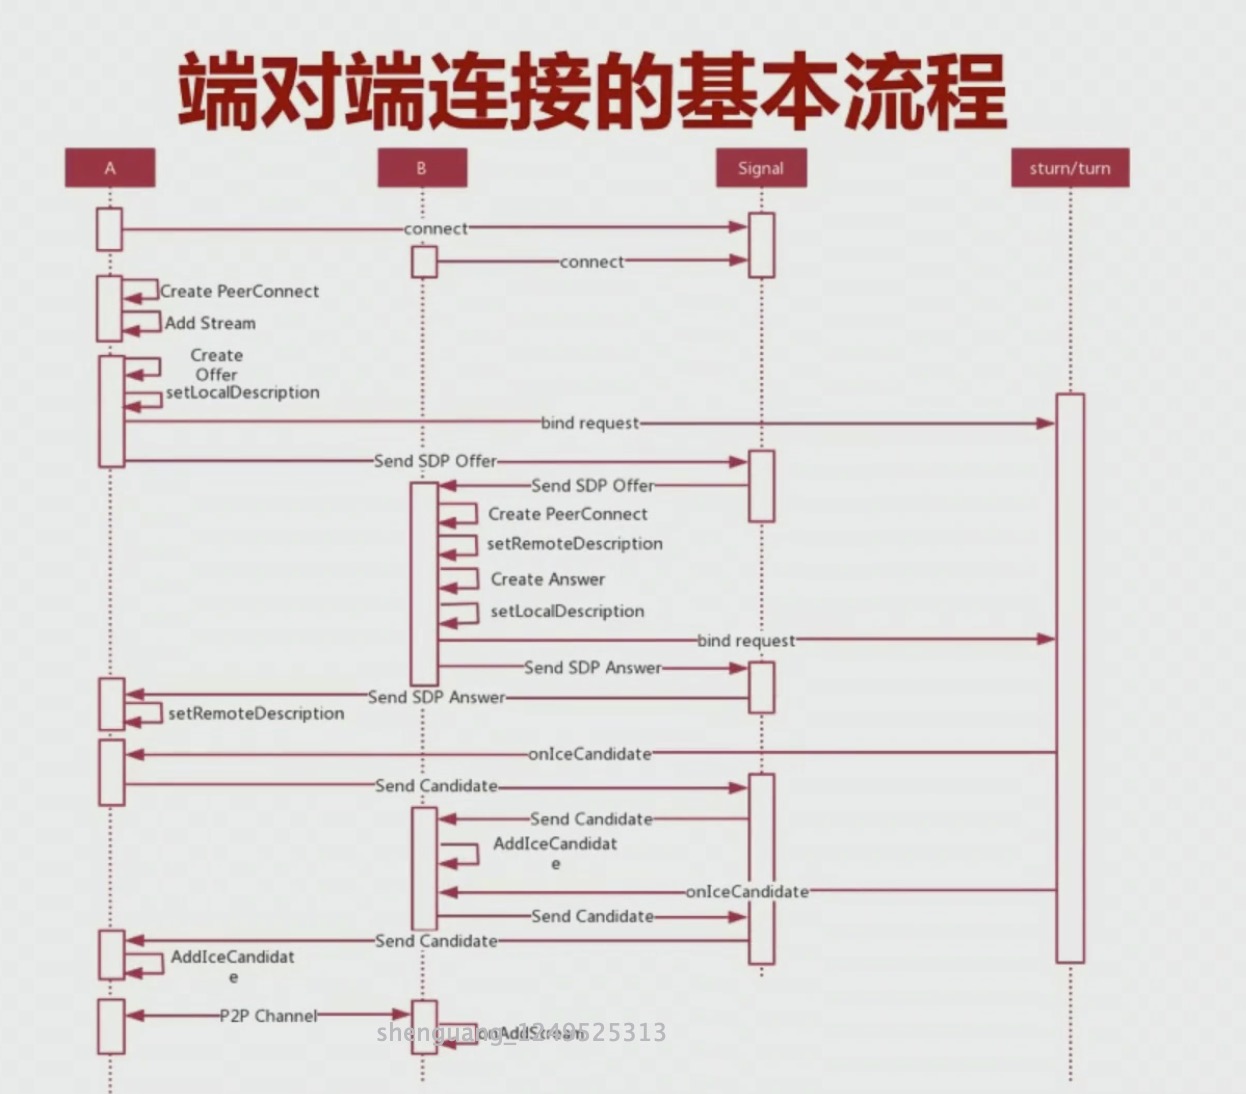 端对端连接的基本流程
A
B
Signal
sturn/turn
connect
connect
Create PeerConnect
Add Stream
Create
Offer
setLocalDescription
bind request
Send SDP Offer
Send SDP Offer
Create PeerConnect
setRemoteDescription
Create Answer
setLocalDescription
bind request
Send SDP Answer
Send SDP Answer
setRemoteDescription
onIceCandidate
Send Candidate
Send Candidate
AddIceCandidat
e
onIceCandidate
Send Candidate
Send Candidate
AddIceCandidat
e
P2P Channel
onAddStream
shenguang_1249525313